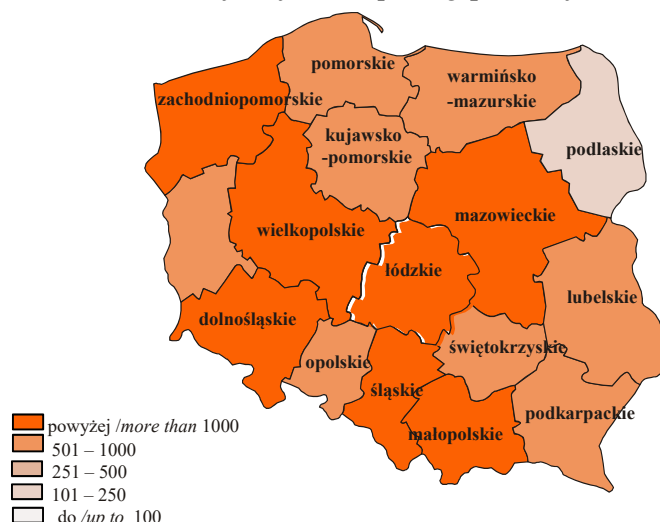 pomorskie
warmińsko
-mazurskie
zachodniopomorskie
kujawsko
-pomorskie
podlaskie
mazowieckie
wielkopolskie
łódzkie
lubelskie
dolnośląskie
świętokrzyskie
opolskie
śląskie
podkarpackie
małopolskie
powyżej /more than 1000
501 – 1000
251 – 500
101 – 250
do /up to 100